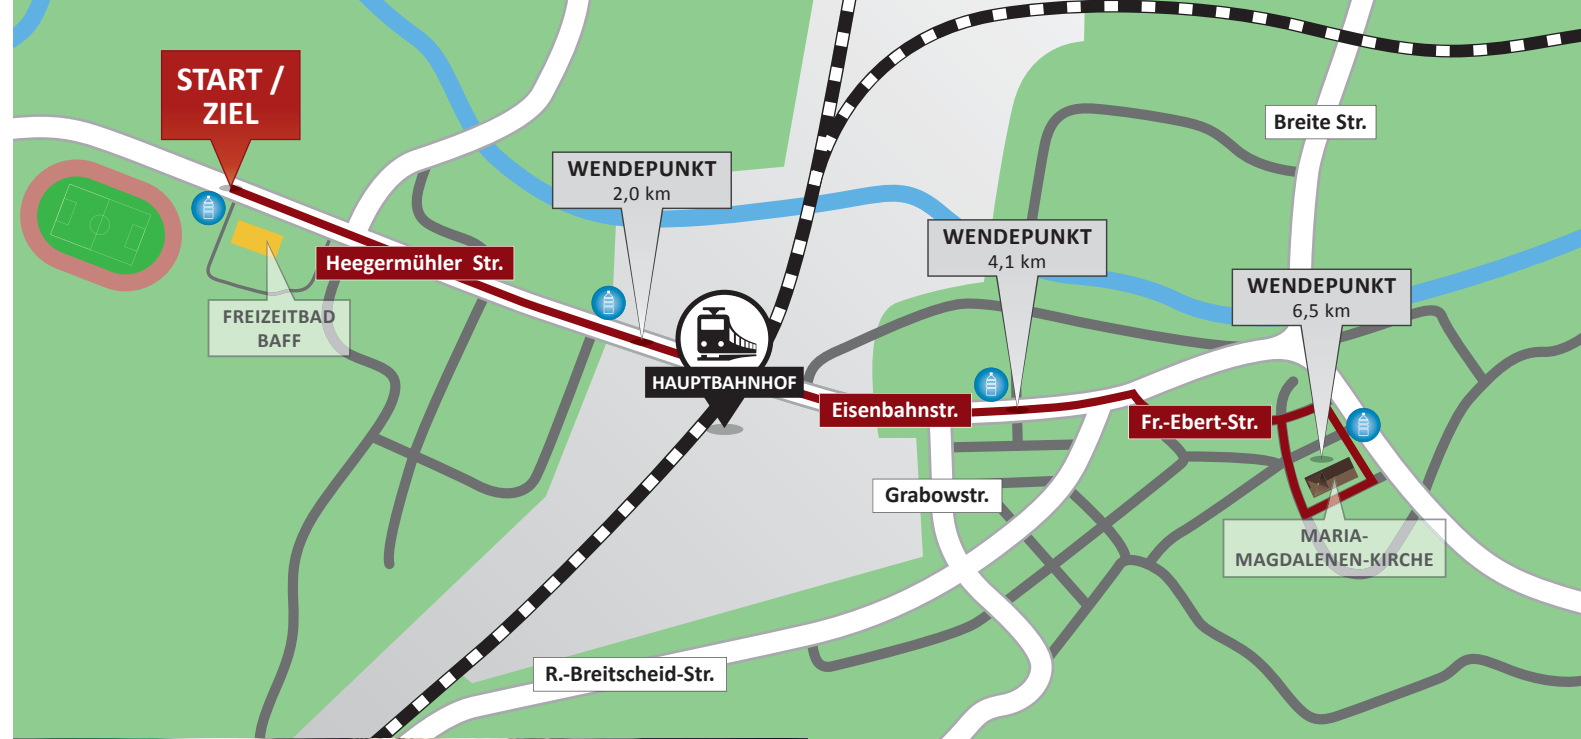 START /
ZIEL
Breite Str.
WENDEPUNKT
2,0 km
WENDEPUNKT
4,1 km
Heegermühler Str.
WENDEPUNKT
6,5 km
FREIZEITBAD
BAFF
HAUPTBAHNHOF
Eisenbahnstr.
Fr.-Ebert-Str.
Grabowstr.
MARIA-
MAGDALENEN-KIRCHE
R.-Breitscheid-Str.